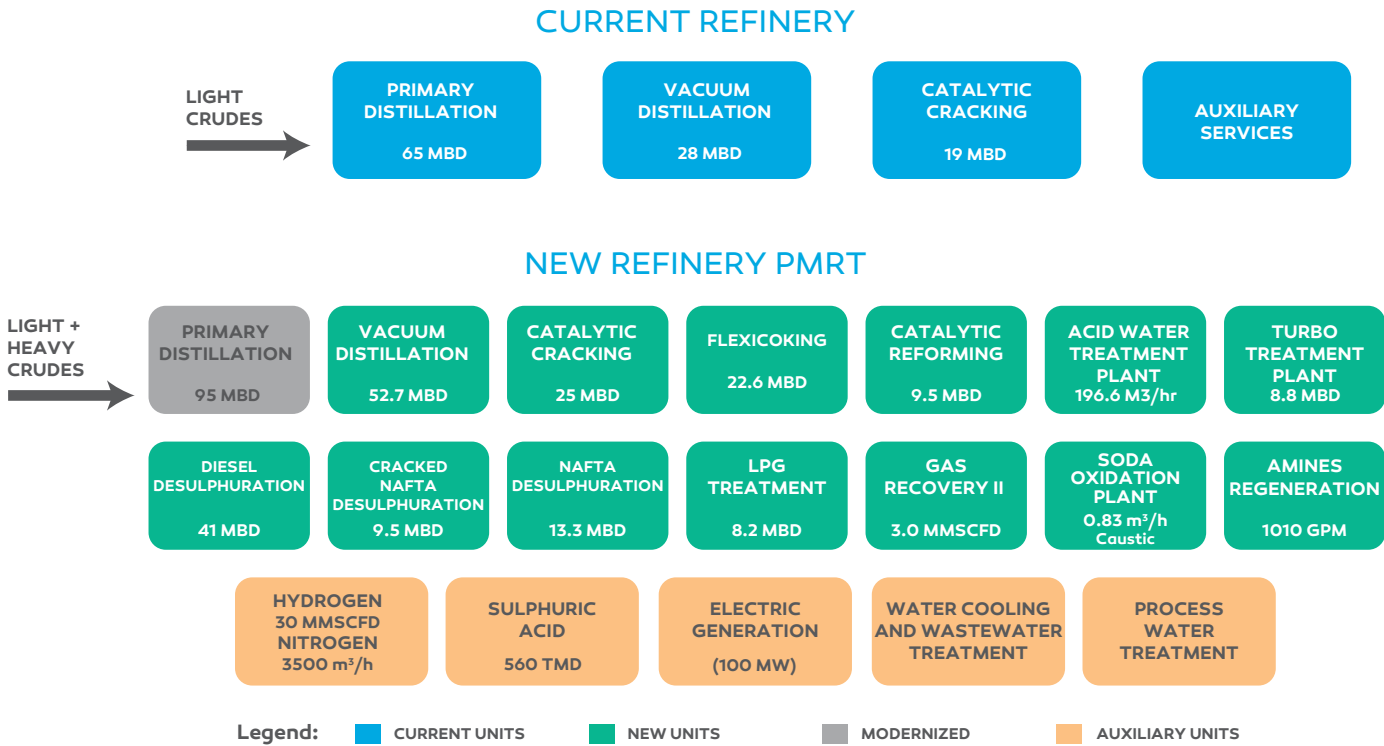 CURRENT REFINERY
LIGHT
CRUDES
PRIMARY
DISTILLATION
65 MBD
VACUUM
DISTILLATION
28 MBD
CATALYTIC
CRACKING
19 MBD
AUXILIARY
SERVICES
NEW REFINERY PMRT
LIGHT +
HEAVY
CRUDES
PRIMARY
DISTILLATION
95 MBD
VACUUM
DISTILLATION
52.7 MBD
CATALYTIC
CRACKING
25 MBD
FLEXICOKING
22.6 MBD
CATALYTIC
REFORMING
9.5 MBD
ACID WATER
TREATMENT
PLANT
196.6 M3/hr
TURBO
TREATMENT
PLANT
8.8 MBD
DIESEL
DESULPHURATION
41 MBD
CRACKED
NAFTA
DESULPHURATION
9.5 MBD
NAFTA
DESULPHURATION
13.3 MBD
LPG
TREATMENT
8.2 MBD
GAS
RECOVERY II
3.0 MMSCFD
SODA
OXIDATION
PLANT
0.83 m³/h
Caustic
AMINES
REGENERATION
1010 GPM
HYDROGEN
30 MMSCFD
NITROGEN
3500 m³/h
SULPHURIC
ACID
560 TMD
ELECTRIC
GENERATION
(100 MW)
WATER COOLING
AND WASTEWATER
TREATMENT
PROCESS
WATER
TREATMENT
Legend:
CURRENT UNITS
NEW UNITS
MODERNIZED
AUXILIARY UNITS